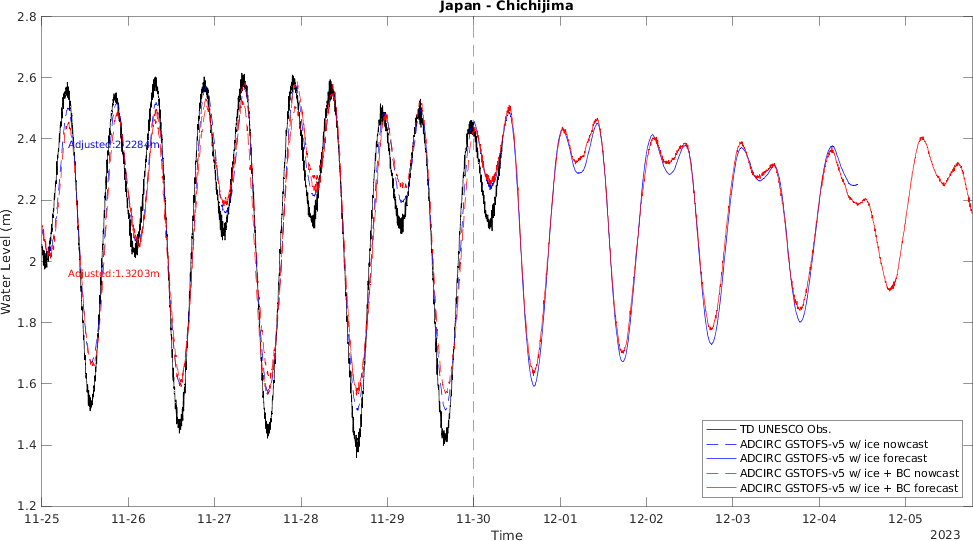 Japan - Chichijima
2.8
2.6
2.4
2.2
2
1.8
1.6
1.4
1.2
Water Level (m)
Adjusted:2.2284m
Adjusted:1.3203m
TD UNESCO Obs.
ADCIRC GSTOFS-v5 w/ ice nowcast
ADCIRC GSTOFS-v5 w/ ice forecast
ADCIRC GSTOFS-v5 w/ ice + BC nowcast
ADCIRC GSTOFS-v5 w/ ice + BC forecast
11-25 11-26 11-27 11-28 11-29 11-30 12-01 12-02 12-03 12-04 12-05
Time
2023